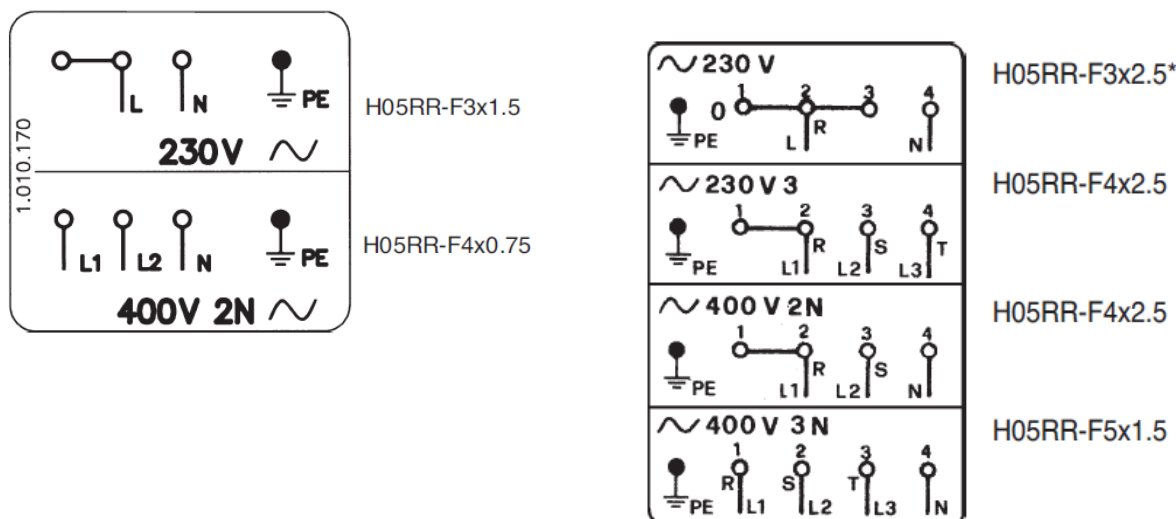 L N PE
230V
H05RR-F3x1.5
1.010.170
L1 L2 N PE
400V 2N
H05RR-F4x0.75
230 V
H05RR-F3x2.5*
1 2 3 4
0
R
PE L N
230 V 3
H05RR-F4x2.5
1 2 3 4
R S T
PE L1 L2 L3
400 V 2N
H05RR-F4x2.5
1 2 3 4
R S
PE L1 L2 N
400 V 3N
H05RR-F5x1.5
1 2 3 4
R S T
PE L1 L2 L3 N